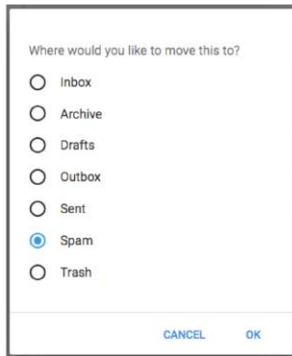 Where would you like to move this to?
Inbox
Archive
Drafts
Outbox
Sent
Spam
Trash
CANCEL OK